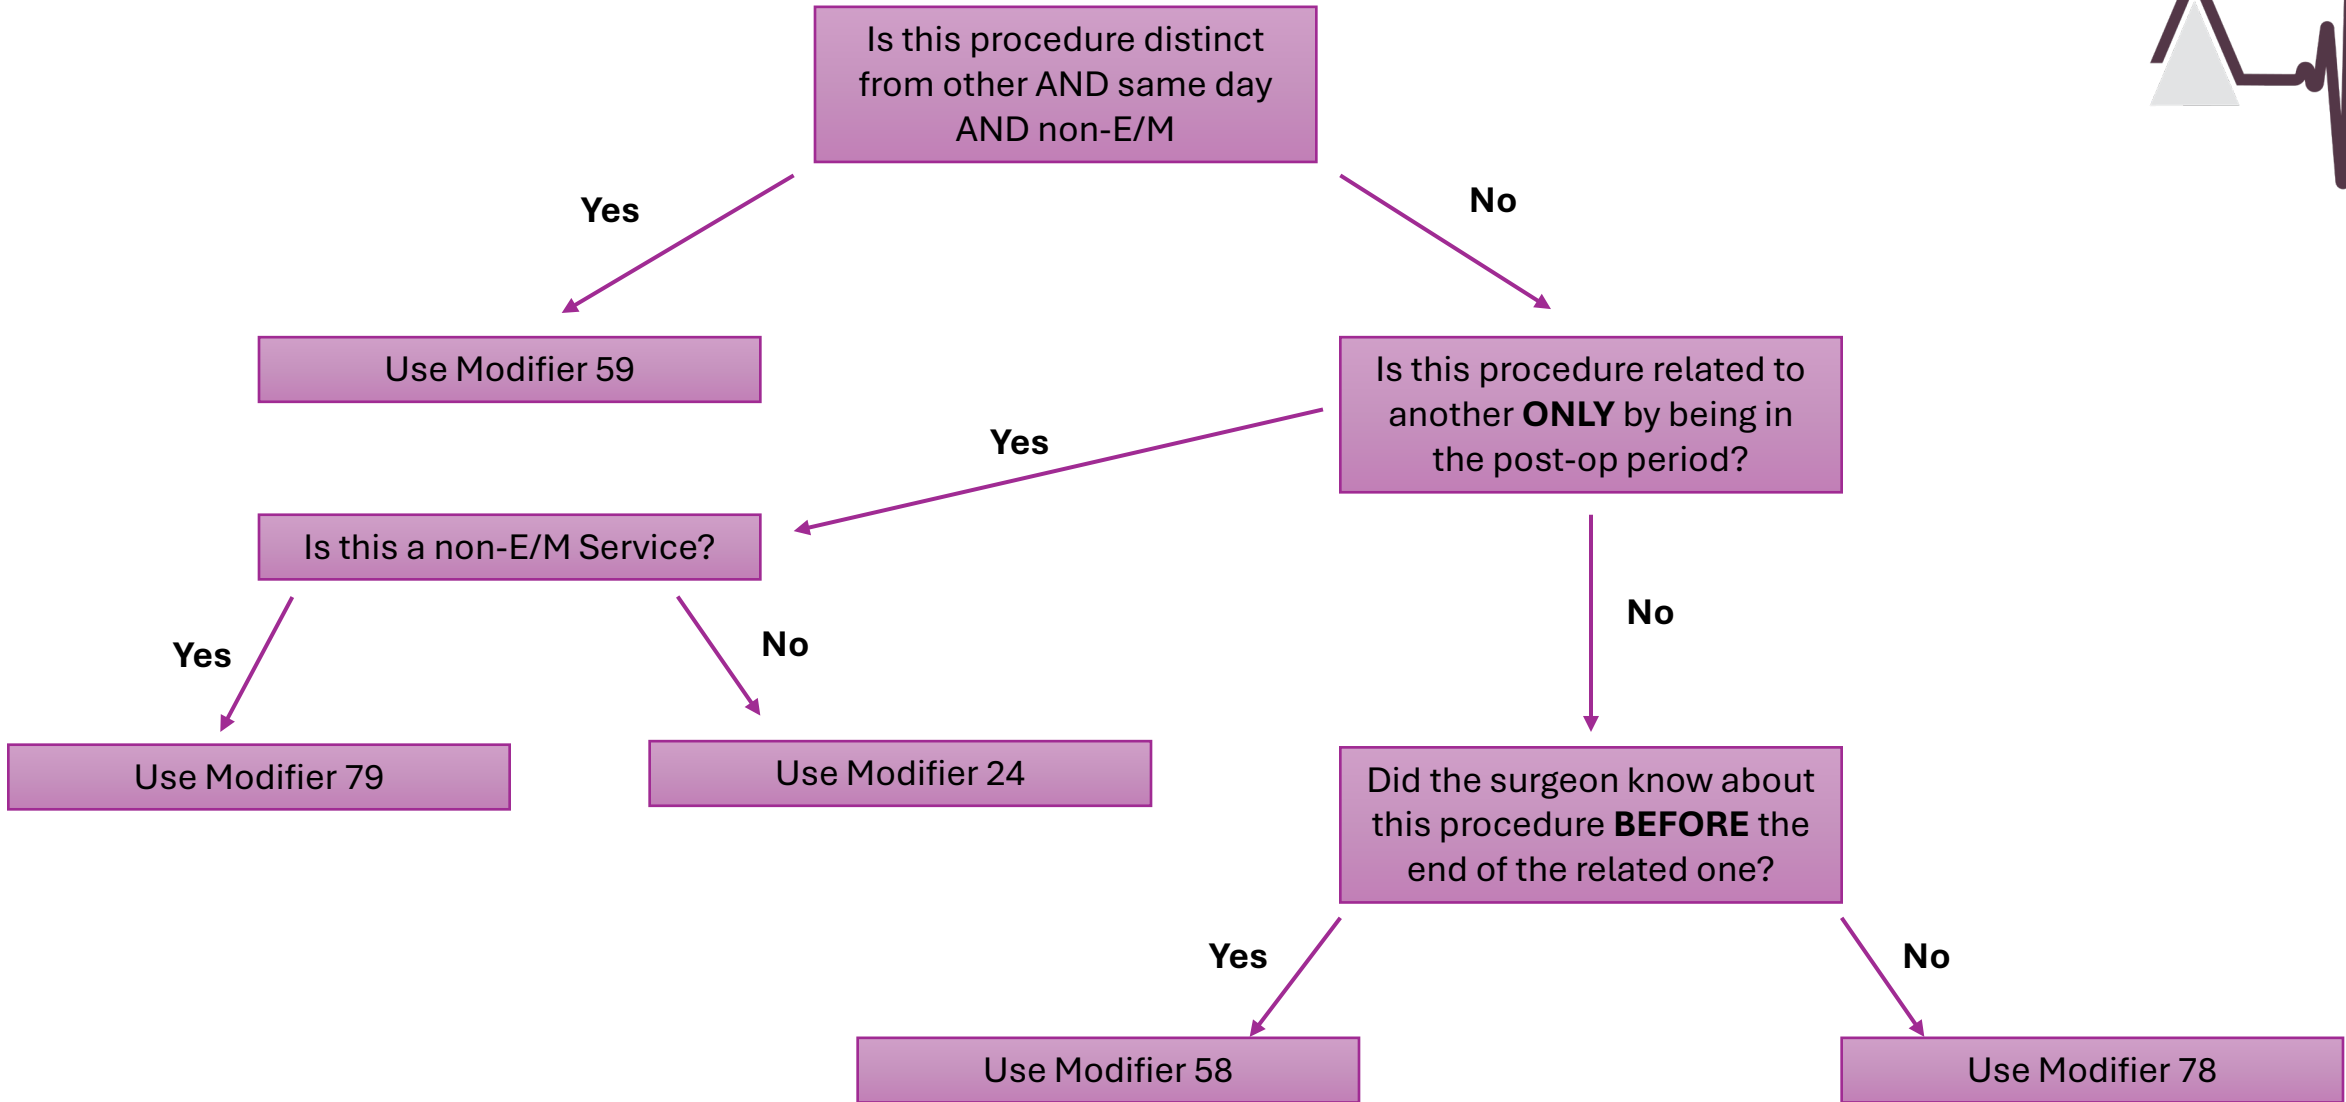 Is this procedure distinct
from other AND same day
AND non-E/M
Yes
No
Use Modifier 59
Is this procedure related to
another ONLY by being in
the post-op period?
Yes
Is this a non-E/M Service?
No
Yes
No
Use Modifier 79
Use Modifier 24
Did the surgeon know about
this procedure BEFORE the
end of the related one?
Yes
No
Use Modifier 58
Use Modifier 78